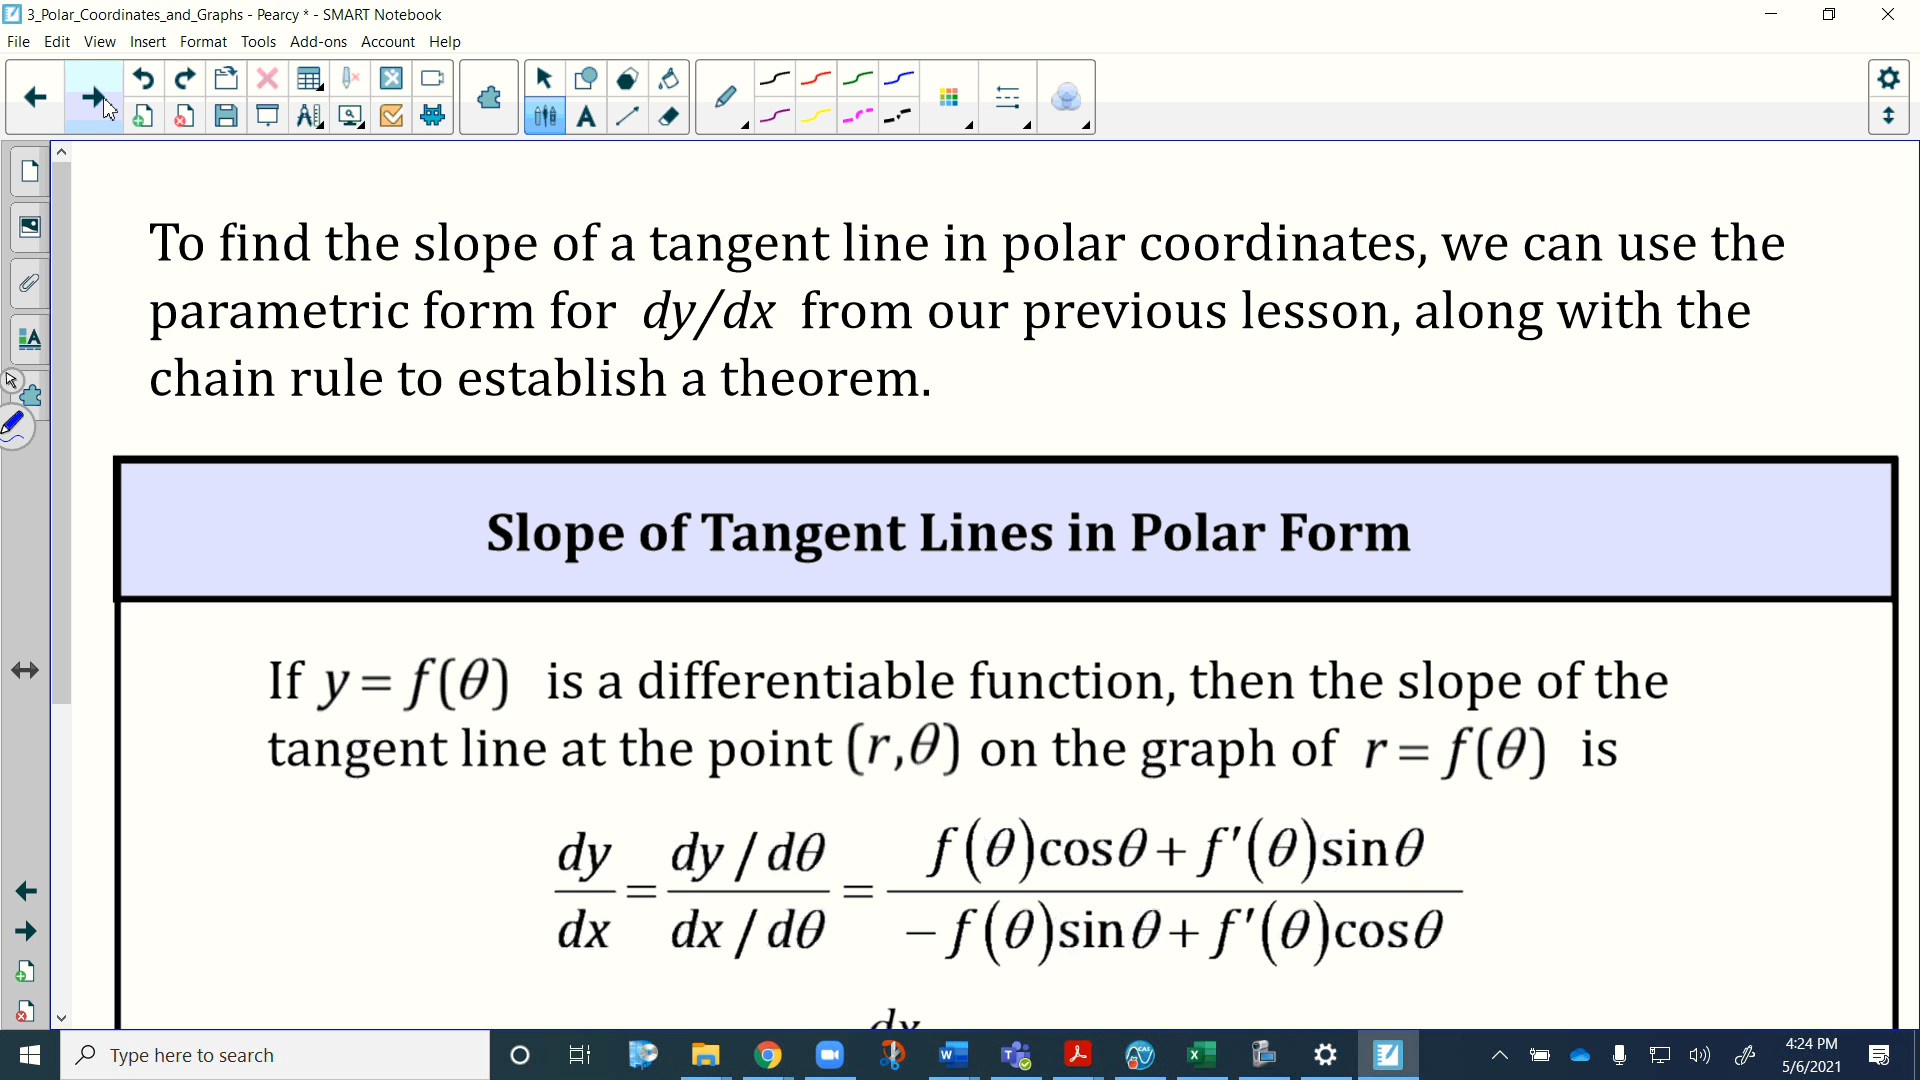 3_Polar_Coordinates_and_Graphs - Pearcy * - SMART Notebook
File Edit View Insert Format Tools Add-ons Account Help
To find the slope of a tangent line in polar coordinates, we can use the
parametric form for dy/dx from our previous lesson, along with the
chain rule to establish a theorem.
Slope of Tangent Lines in Polar Form
If y = f(θ) is a differentiable function, then the slope of the
tangent line at the point (r,θ) on the graph of r = f(θ) is
dy/dx = (dy / dθ)/(dx / dθ) = (f(θ)cosθ + f′(θ)sinθ)/(−f(θ)sinθ + f′(θ)cosθ)
Type here to search
4:24 PM
5/6/2021